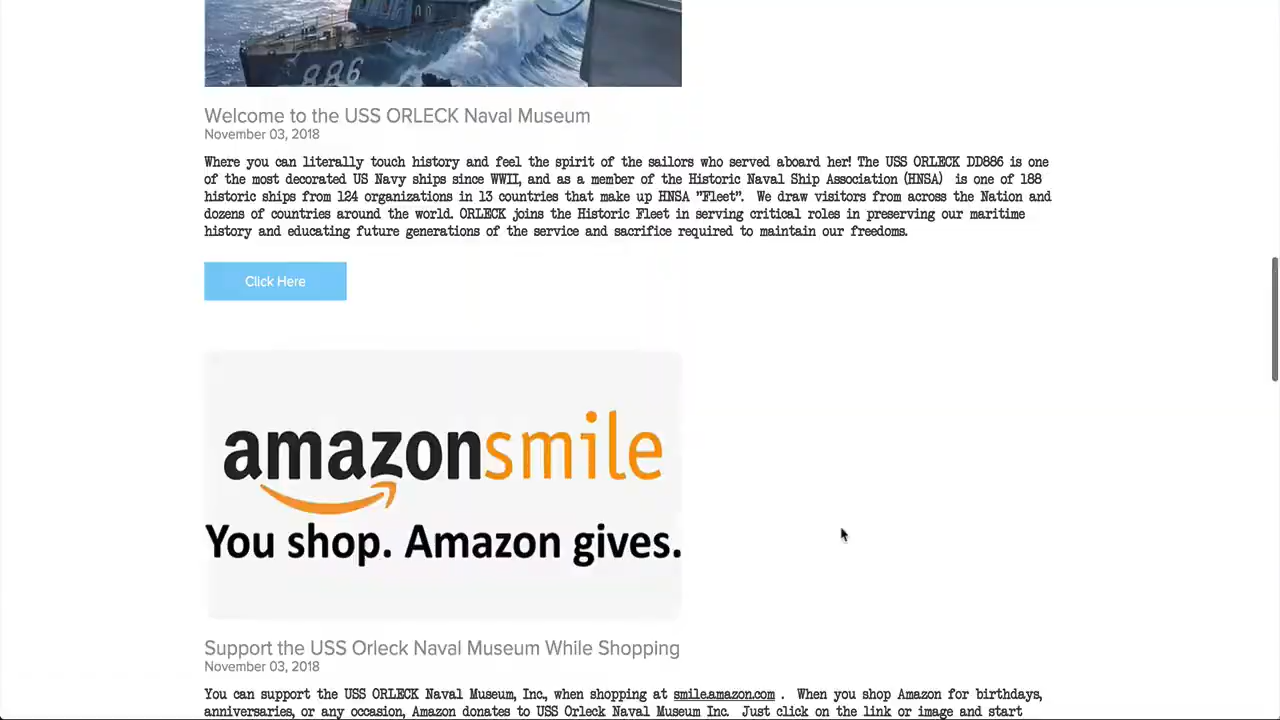 886
Welcome to the USS ORLECK Naval Museum
November 03, 2018
Where you can literally touch history and feel the spirit of the sailors who served aboard her! The USS ORLECK DD886 is one
of the most decorated US Navy ships since WWII, and as a member of the Historic Naval Ship Association (HNSA) is one of 188
historic ships from 124 organizations in 13 countries that make up HNSA "Fleet". We draw visitors from across the Nation and
dozens of countries around the world. ORLECK joins the Historic Fleet in serving critical roles in preserving our maritime
history and educating future generations of the service and sacrifice required to maintain our freedoms.
Click Here
amazonsmile
You shop. Amazon gives.
Support the USS Orleck Naval Museum While Shopping
November 03, 2018
You can support the USS ORLECK Naval Museum, Inc., when shopping at smile.amazon.com . When you shop Amazon for birthdays,
anniversaries, or any occasion, Amazon donates to USS Orleck Naval Museum Inc. Just click on the link or image and start